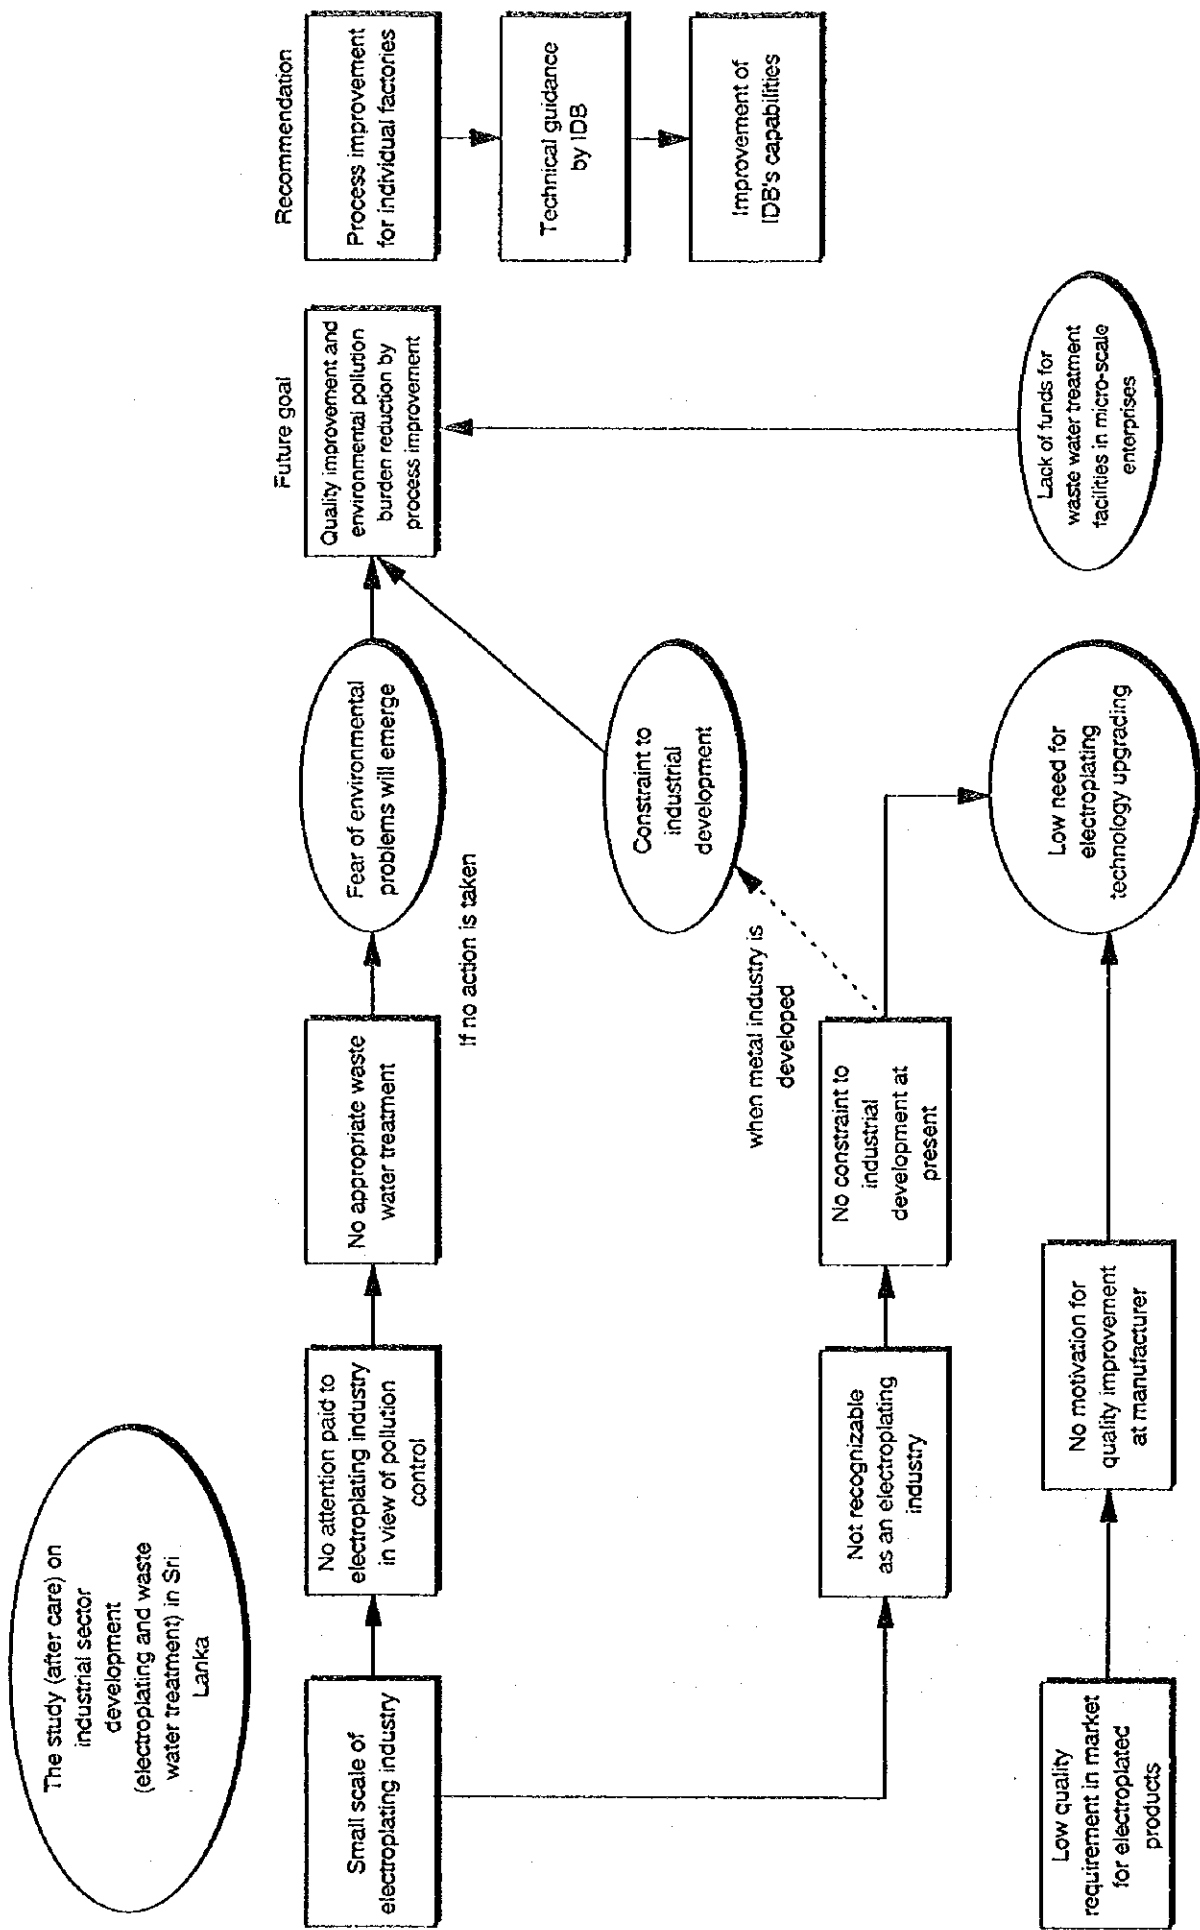 The study (after care) on
industrial sector
development
(electroplating and waste
water treatment) in Sri
Lanka
Small scale of
electroplating industry
No attention paid to
electroplating industry
in view of pollution
control
No appropriate waste
water treatment
If no action is taken
Fear of environmental
problems will emerge
Future goal
Quality improvement and
environmental pollution
burden reduction by
process improvement
Recommendation
Process improvement
for individual factories
Technical guidance
by IDB
Improvement of
IDB's capabilities
Not recognizable
as an electroplating
industry
No constraint to
industrial
development at
present
when metal industry is
developed
Constraint to
industrial
development
Low quality
requirement in market
for electroplated
products
No motivation for
quality improvement
at manufacturer
Low need for
electroplating
technology upgrading
Lack of funds for
waste water treatment
facilities in micro-scale
enterprises